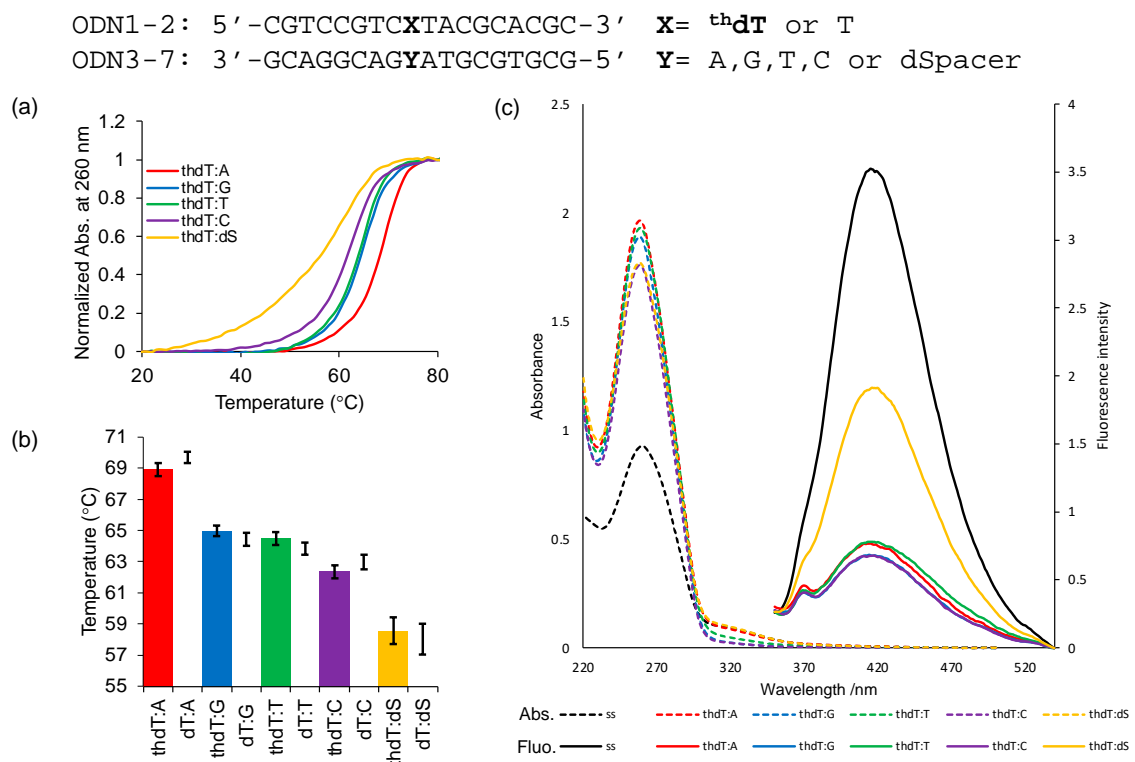 ODN1-2: 5’-CGTCCGTCXTACGCACGC-3’ X= thdT or T
ODN3-7: 3’-GCAGGCAGYATGCGTGCG-5’ Y= A,G,T,C or dSpacer
(a)
Normalized Abs. at 260 nm
1.2
1
0.8
0.6
0.4
0.2
0
thdT:A
thdT:G
thdT:T
thdT:C
thdT:dS
20 40 60 80
Temperature (°C)
(b)
Temperature (°C)
71
69
67
65
63
61
59
57
55
thdT:A dT:A thdT:G dT:G thdT:T dT:T thdT:C dT:C thdT:dS dT:dS
(c)
Absorbance
2.5
2
1.5
1
0.5
0
Fluorescence intensity
4
3.5
3
2.5
2
1.5
1
0.5
0
220 270 320 370 420 470 520
Wavelength /nm
Abs. ss thdT:A thdT:G thdT:T thdT:C thdT:dS
Fluo. ss thdT:A thdT:G thdT:T thdT:C thdT:dS